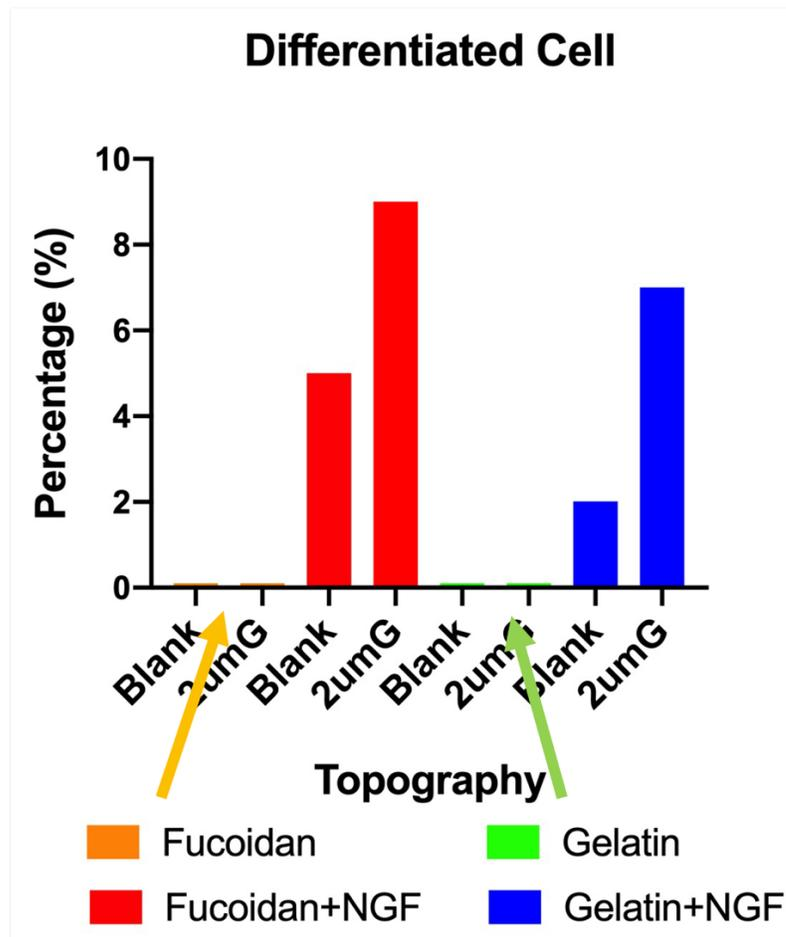 Differentiated Cell
Percentage (%)
10
8
6
4
2
0
Blank 2umG Blank 2umG Blank 2umG Blank 2umG
Topography
Fucoidan Gelatin
Fucoidan+NGF Gelatin+NGF